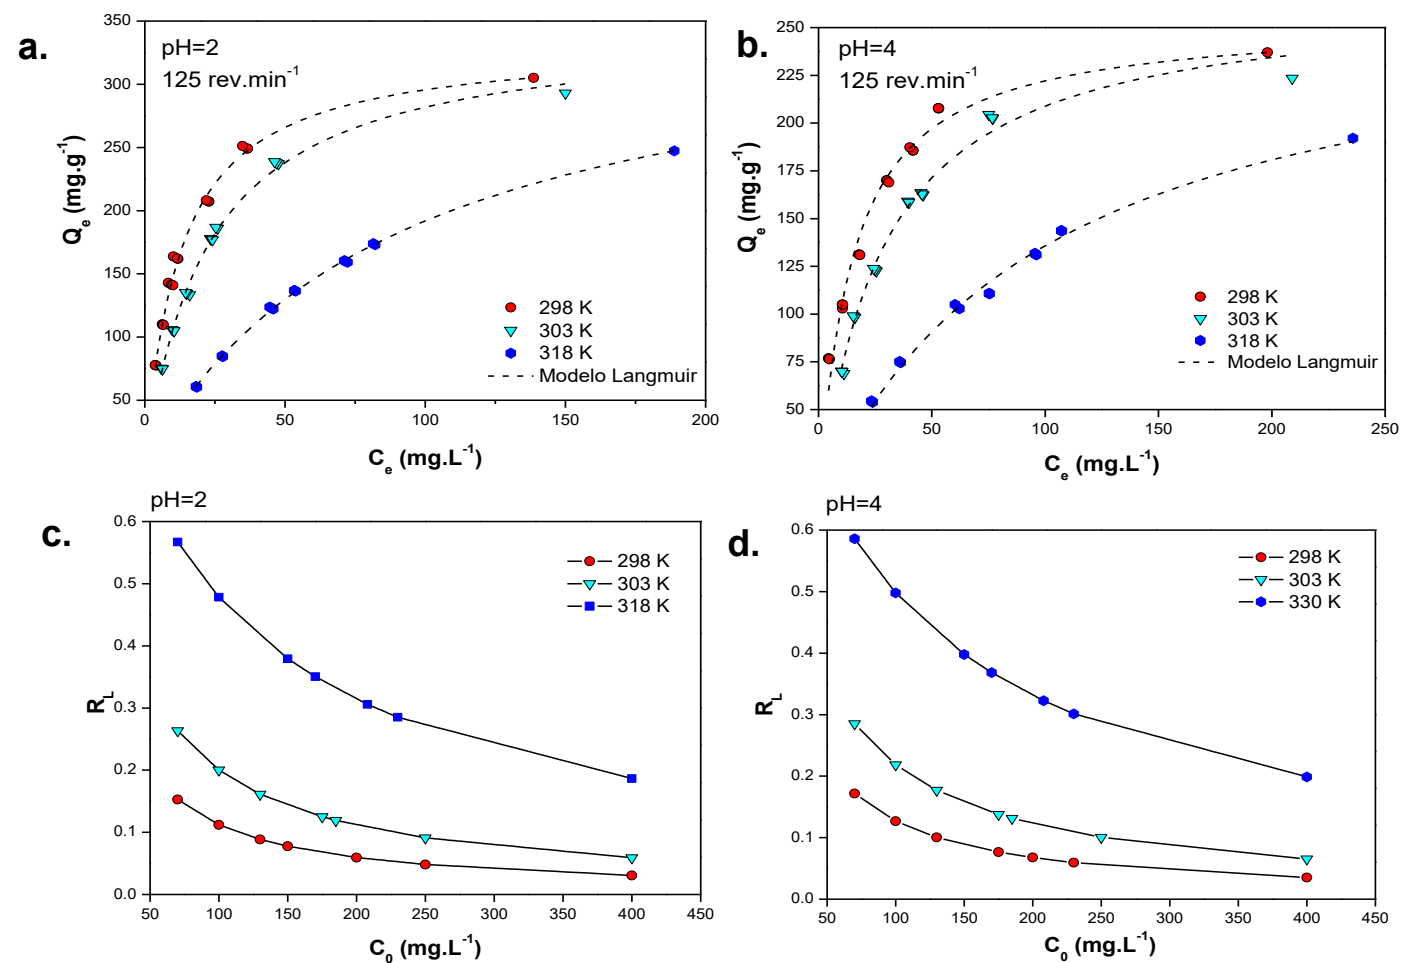 a.
pH=2
125 rev.min⁻¹
Qₑ (mg.g⁻¹)
350
300
250
200
150
100
50
298 K
303 K
318 K
Modelo Langmuir
0 50 100 150 200
Cₑ (mg.L⁻¹)
b.
pH=4
125 rev.min⁻¹
Qₑ (mg.g⁻¹)
250
225
200
175
150
125
100
75
50
298 K
303 K
318 K
Modelo Langmuir
0 50 100 150 200 250
Cₑ (mg.L⁻¹)
c.
pH=2
R_L
0.6
0.5
0.4
0.3
0.2
0.1
0.0
298 K
303 K
318 K
50 100 150 200 250 300 350 400 450
C₀ (mg.L⁻¹)
d.
pH=4
R_L
0.6
0.5
0.4
0.3
0.2
0.1
0.0
298 K
303 K
330 K
50 100 150 200 250 300 350 400 450
C₀ (mg.L⁻¹)